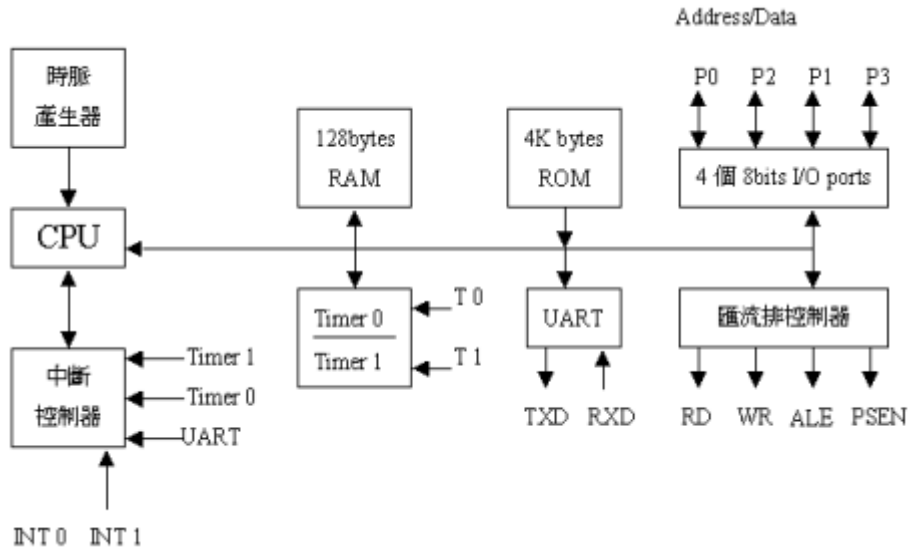 Address/Data
時脈
產生器
P0 P2 P1 P3
128bytes
RAM
4K bytes
ROM
4 個 8bits I/O ports
CPU
Timer 0
Timer 1
T 0
T 1
UART
匯流排控制器
中斷
控制器
Timer 1
Timer 0
UART
TXD RXD
RD WR ALE PSEN
INT 0 INT 1